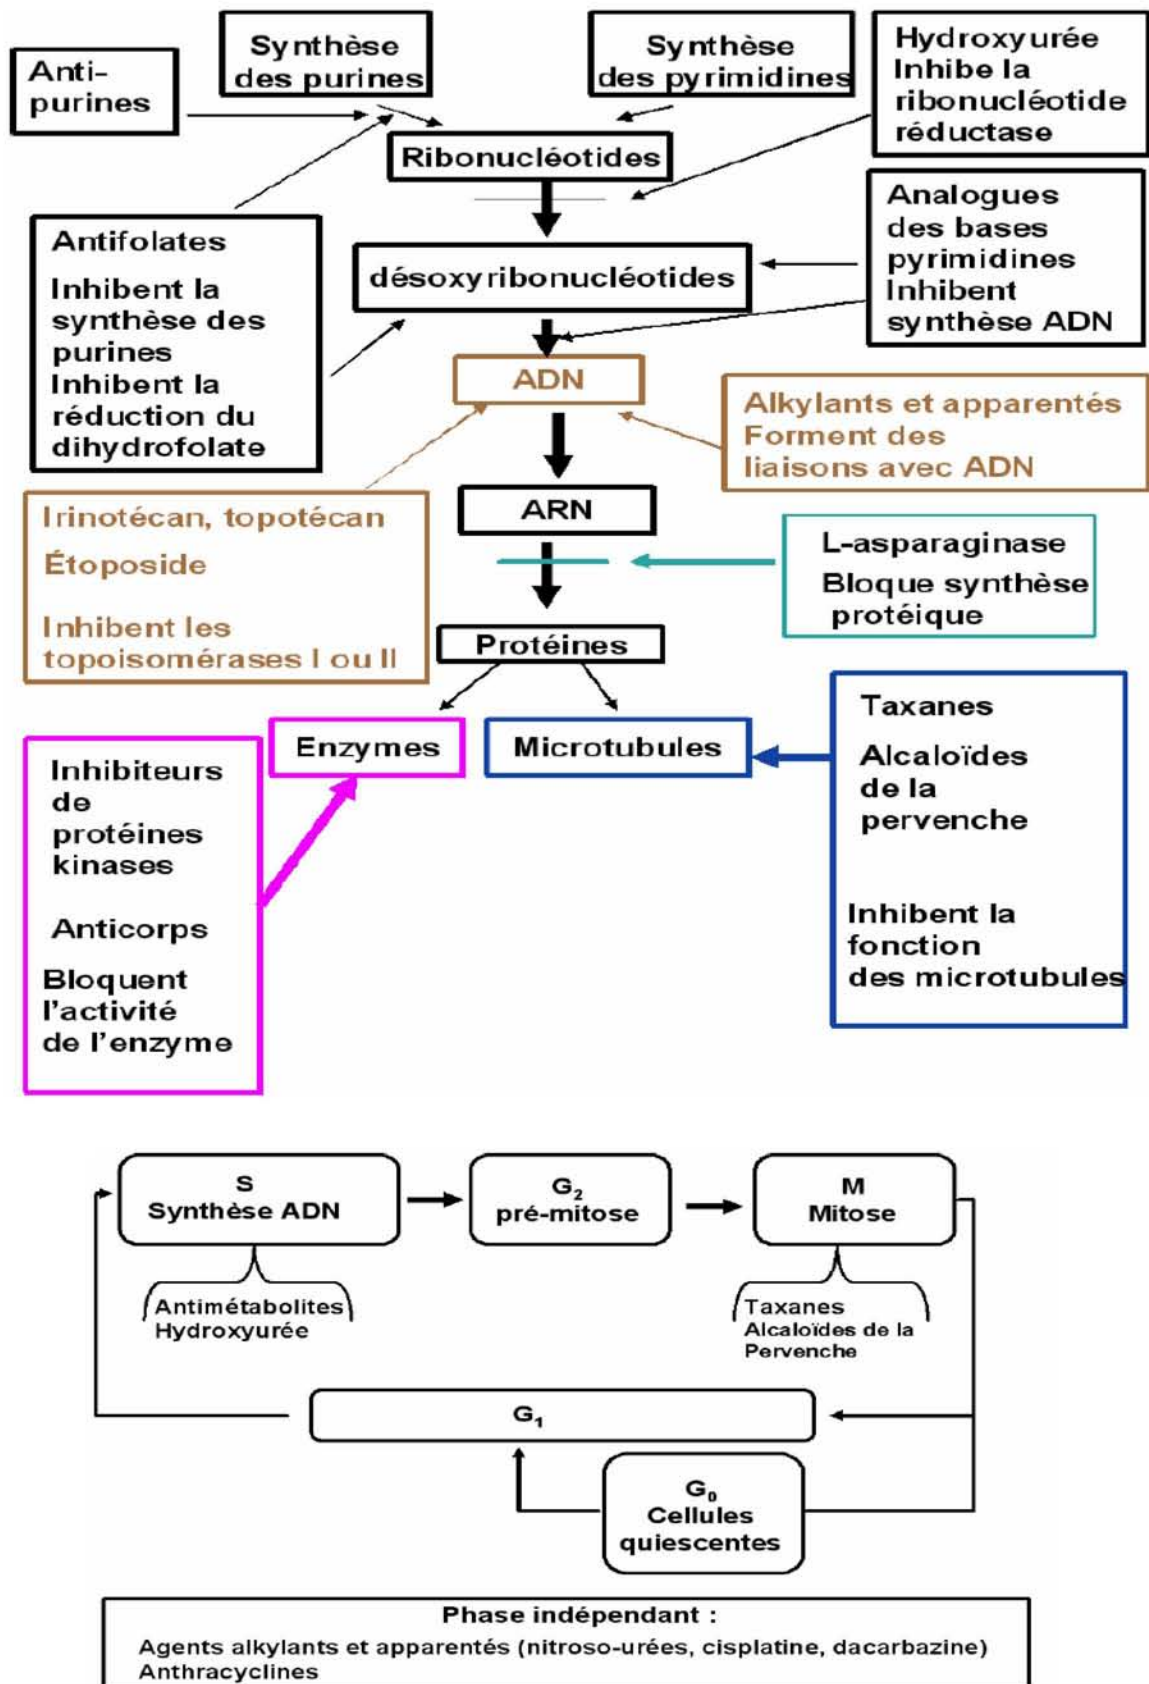 Anti-
purines
Synthèse
des purines
Synthèse
des pyrimidines
Hydroxyurée
Inhibe la
ribonucléotide
réductase
Ribonucléotides
Antifolates
Inhibent la
synthèse des
purines
Inhibent la
réduction du
dihydrofolate
désoxyribonucléotides
Analogues
des bases
pyrimidines
Inhibent
synthèse ADN
ADN
Alkylants et apparentés
Forment des
liaisons avec ADN
Irinotécan, topotécan
Étoposide
Inhibent les
topoisomérases I ou II
ARN
L-asparaginase
Bloque synthèse
protéique
Protéines
Enzymes
Microtubules
Inhibiteurs
de
protéines
kinases
Anticorps
Bloquent
l'activité
de l'enzyme
Taxanes
Alcaloïdes
de la
pervenche
Inhibent la
fonction
des microtubules
S
Synthèse ADN
G₂
pré-mitose
M
Mitose
Antimétabolites
Hydroxyurée
Taxanes
Alcaloïdes de la
Pervenche
G₁
G₀
Cellules
quiescentes
Phase indépendant :
Agents alkylants et apparentés (nitroso-urées, cisplatine, dacarbazine)
Anthracyclines